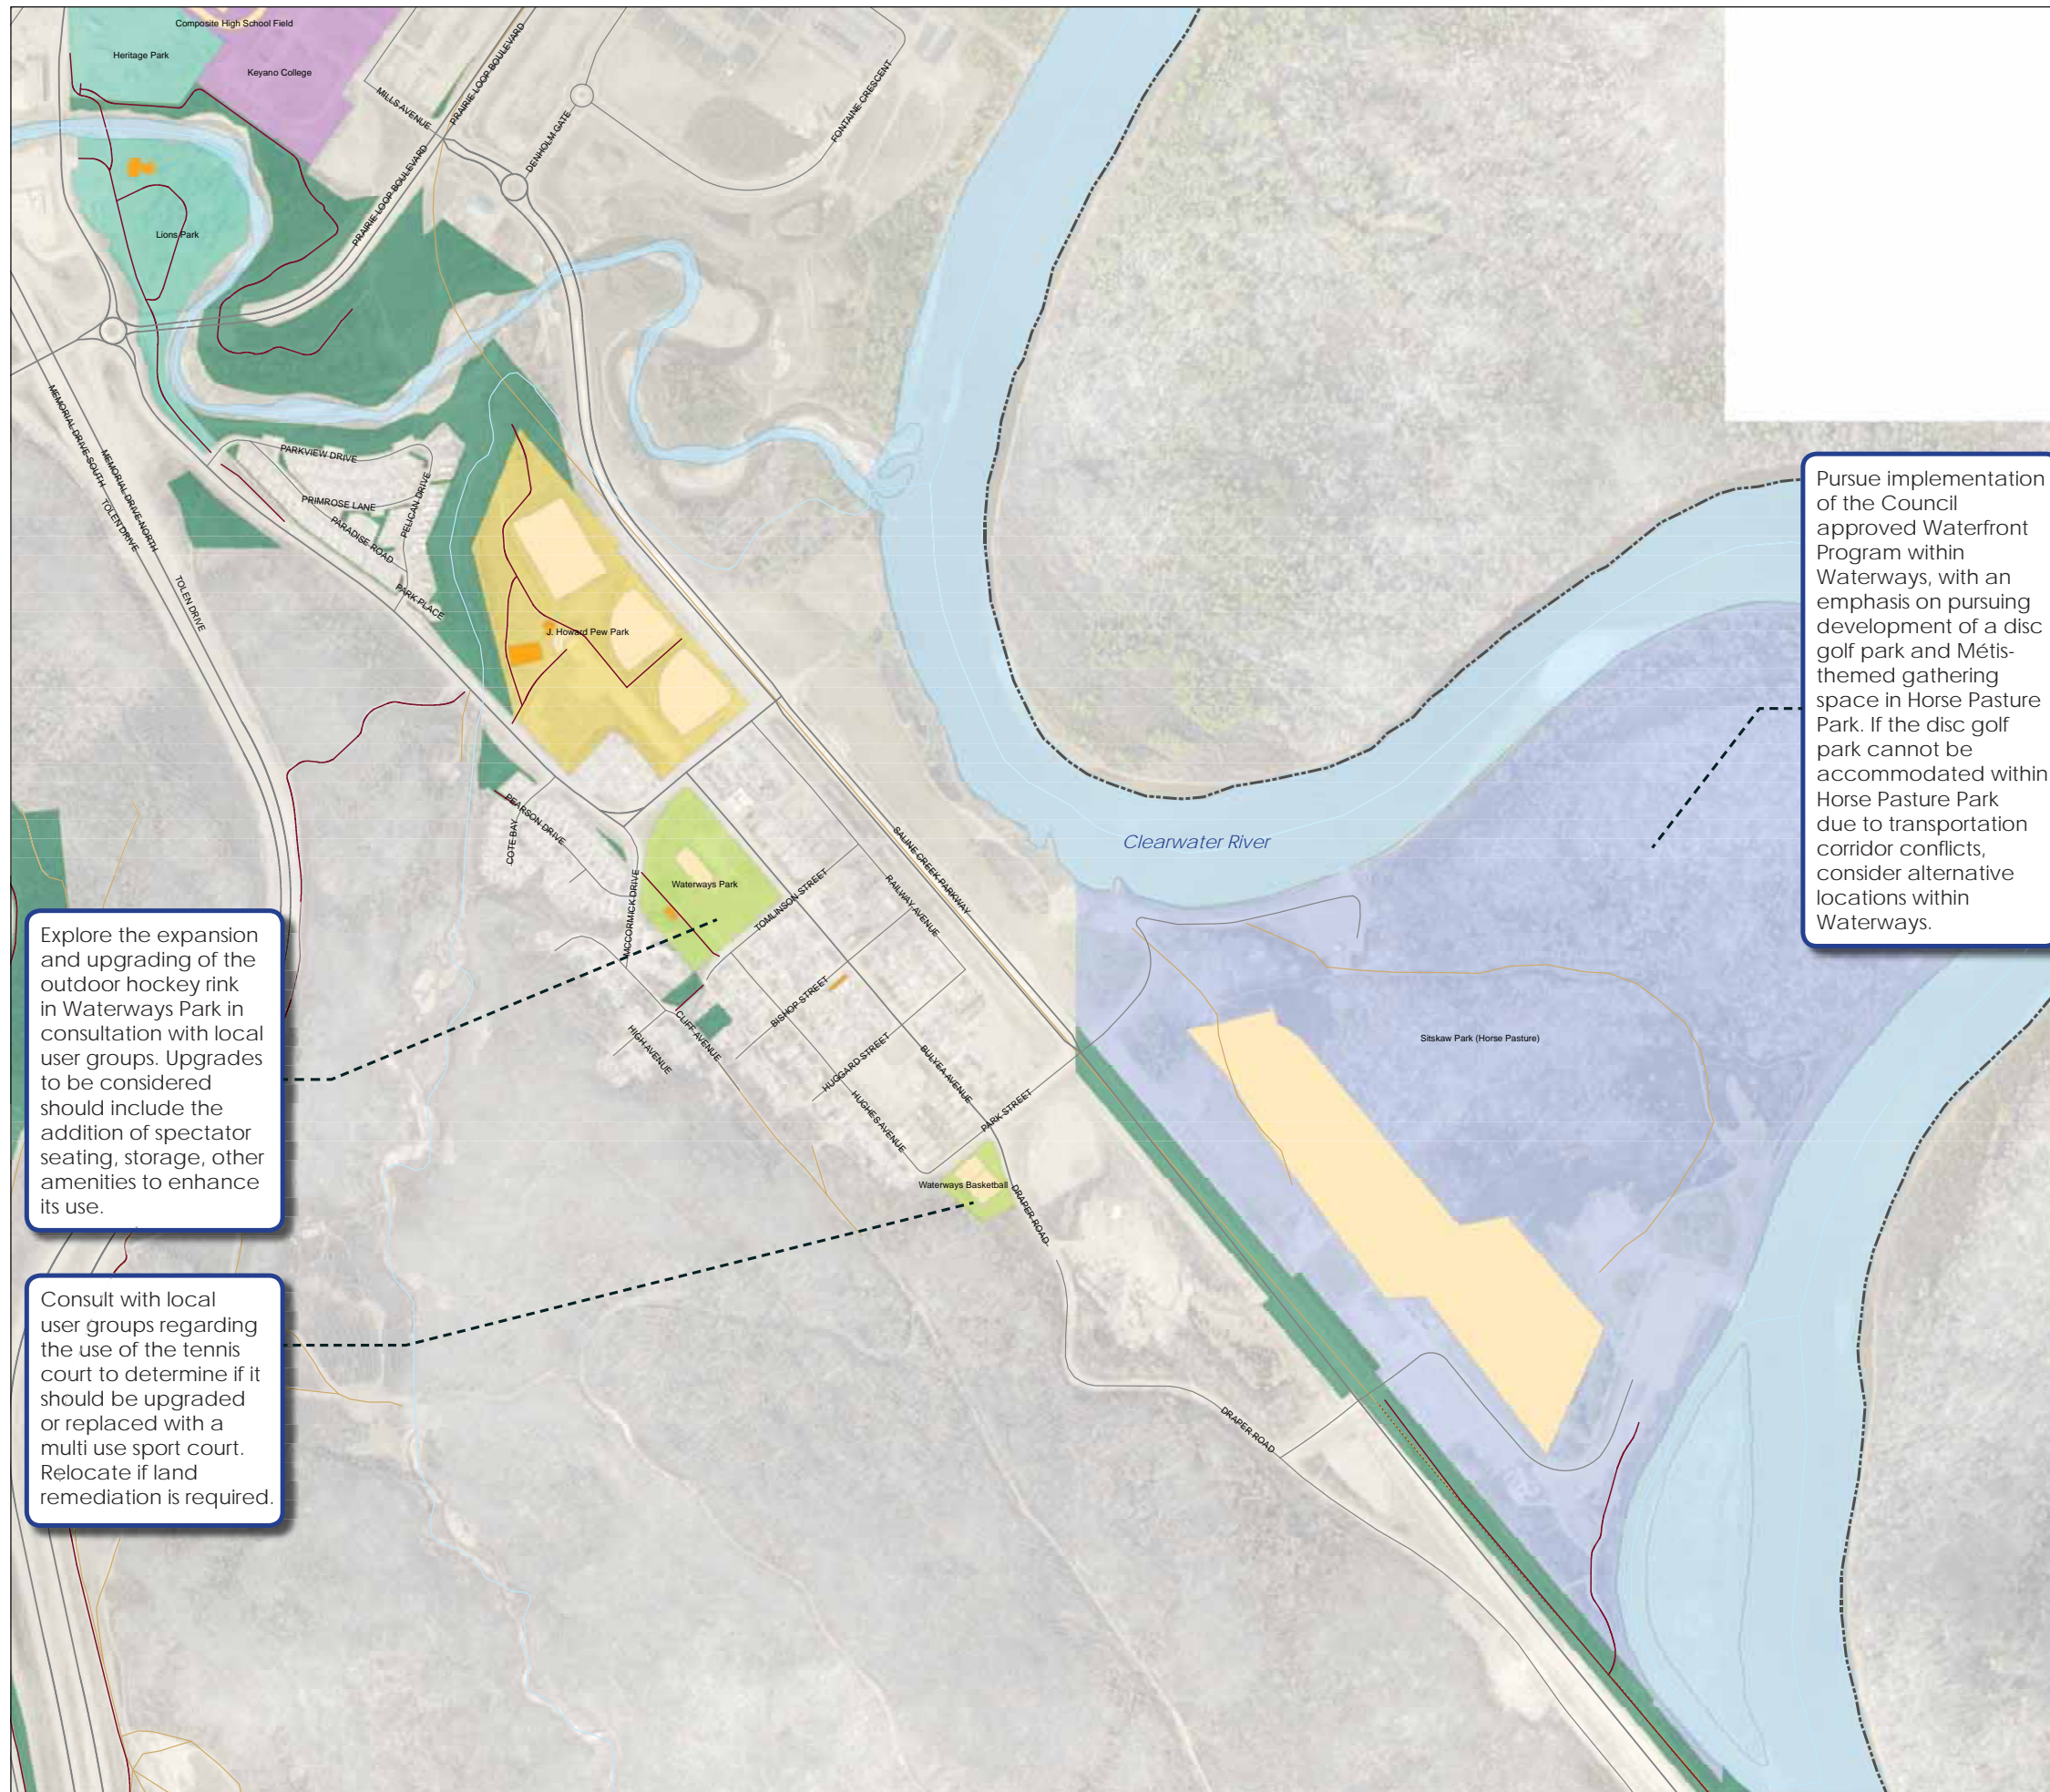 Composite High School Field
Heritage Park
Keyano College
MILLS AVENUE
PRAIRIE LOOP BOULEVARD
DENHOLM GATE
FONTAINE CRESCENT
PRAIRIE LOOP BOULEVARD
Lions Park
MEMORIAL DRIVE SOUTH
MEMORIAL DRIVE NORTH
TOLEN DRIVE
TOLEN DRIVE
PARKVIEW DRIVE
PRIMROSE LANE
PARADISE ROAD
PELICAN DRIVE
PARK PLACE
J. Howard Pew Park
Pursue implementation
of the Council
approved Waterfront
Program within
Waterways, with an
emphasis on pursuing
development of a disc
golf park and Métis-
themed gathering
space in Horse Pasture
Park. If the disc golf
park cannot be
accommodated within
Horse Pasture Park
due to transportation
corridor conflicts,
consider alternative
locations within
Waterways.
PEARSON DRIVE
COTE BAY
MACCORMICK DRIVE
Waterways Park
TOMLINSON STREET
RAILWAY AVENUE
SALINE CREEK PARKWAY
Clearwater River
Explore the expansion
and upgrading of the
outdoor hockey rink
in Waterways Park in
consultation with local
user groups. Upgrades
to be considered
should include the
addition of spectator
seating, storage, other
amenities to enhance
its use.
BISHOP STREET
CLIFF AVENUE
HIGH AVENUE
HUGGARD STREET
BULYEA AVENUE
HUGHES AVENUE
PARK STREET
Sitskaw Park (Horse Pasture)
Waterways Basketball
DRAPER ROAD
Consult with local
user groups regarding
the use of the tennis
court to determine if it
should be upgraded
or replaced with a
multi use sport court.
Relocate if land
remediation is required.
DRAPER ROAD